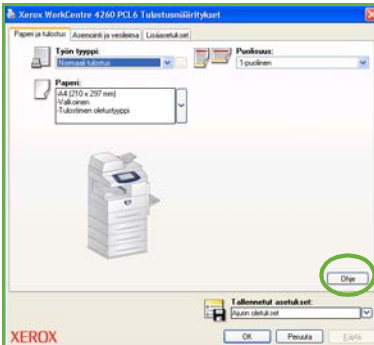 Xerox WorkCentre 4260 PCL6 Tulostusmääritykset
Paperi ja tulostus Asemointi ja vesileima Lisäasetukset
Työn tyyppi:
Normaali tulostus
Puolisuus:
1-puolinen
Paperi:
-A4 (210 x 297 mm)
-Valkoinen
-Tulostimen oletustyyppi
Ohje
Tallennetut asetukset:
Ajurin oletukset
XEROX
OK Peruuta Käytä